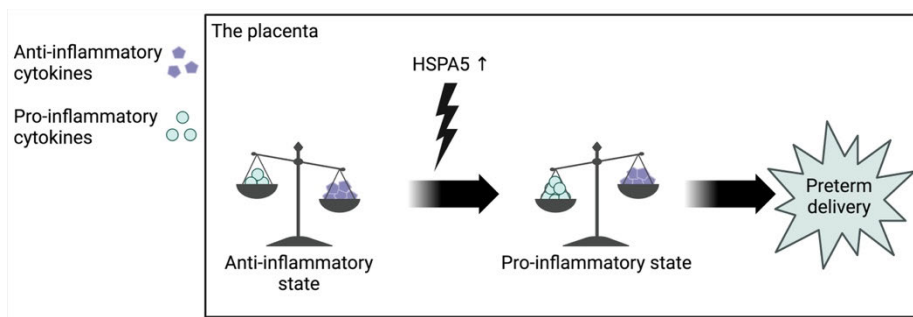 Anti-inflammatory
cytokines
Pro-inflammatory
cytokines
The placenta
HSPA5 ↑
Anti-inflammatory
state
Pro-inflammatory state
Preterm
delivery